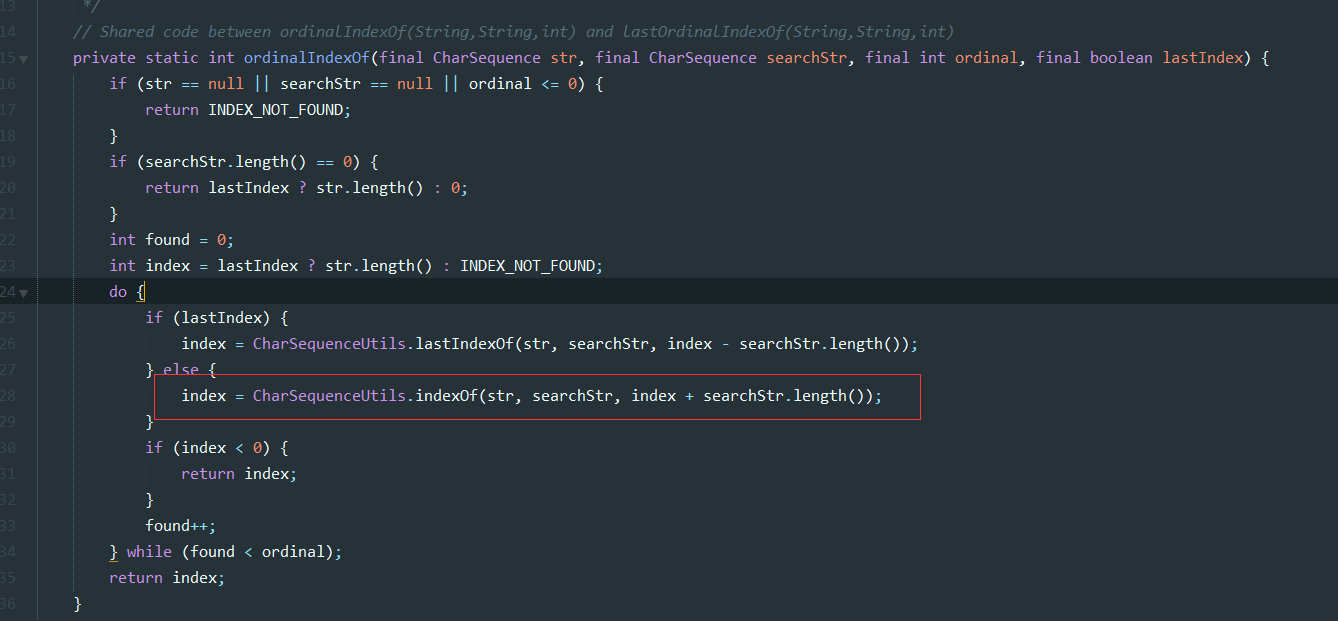 13 */
14 // Shared code between ordinalIndexOf(String,String,int) and lastOrdinalIndexOf(String,String,int)
15 private static int ordinalIndexOf(final CharSequence str, final CharSequence searchStr, final int ordinal, final boolean lastIndex) {
16 if (str == null || searchStr == null || ordinal <= 0) {
17 return INDEX_NOT_FOUND;
18 }
19 if (searchStr.length() == 0) {
20 return lastIndex ? str.length() : 0;
21 }
22 int found = 0;
23 int index = lastIndex ? str.length() : INDEX_NOT_FOUND;
24 do {
25 if (lastIndex) {
26 index = CharSequenceUtils.lastIndexOf(str, searchStr, index - searchStr.length());
27 } else {
28 index = CharSequenceUtils.indexOf(str, searchStr, index + searchStr.length());
29 }
30 if (index < 0) {
31 return index;
32 }
33 found++;
34 } while (found < ordinal);
35 return index;
36 }